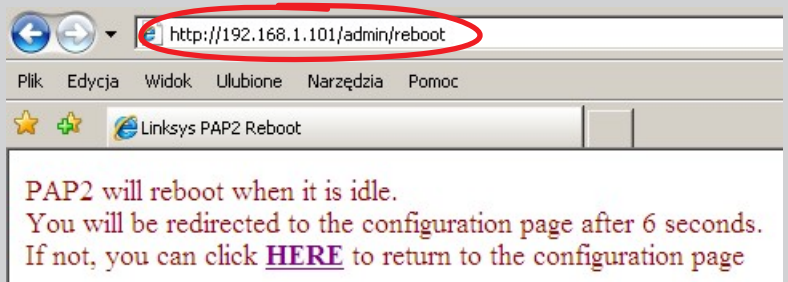 http://192.168.1.101/admin/reboot
Plik Edycja Widok Ulubione Narzędzia Pomoc
Linksys PAP2 Reboot
PAP2 will reboot when it is idle.
You will be redirected to the configuration page after 6 seconds.
If not, you can click HERE to return to the configuration page